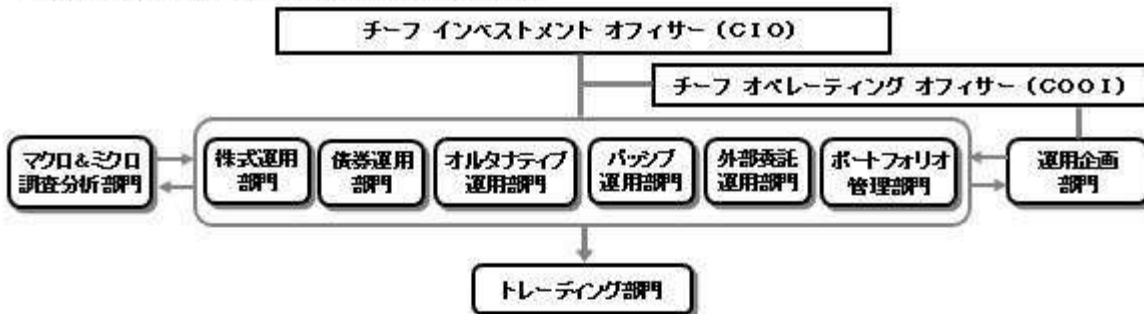 チーフ インベストメント オフィサー (CIO)
チーフ オペレーティング オフィサー (COOI)
マクロ&ミクロ
調査分析部門
株式運用
部門
債券運用
部門
オルタナティブ
運用部門
パッシブ
運用部門
外部委託
運用部門
ポートフォリオ
管理部門
運用企画
部門
トレーディング部門